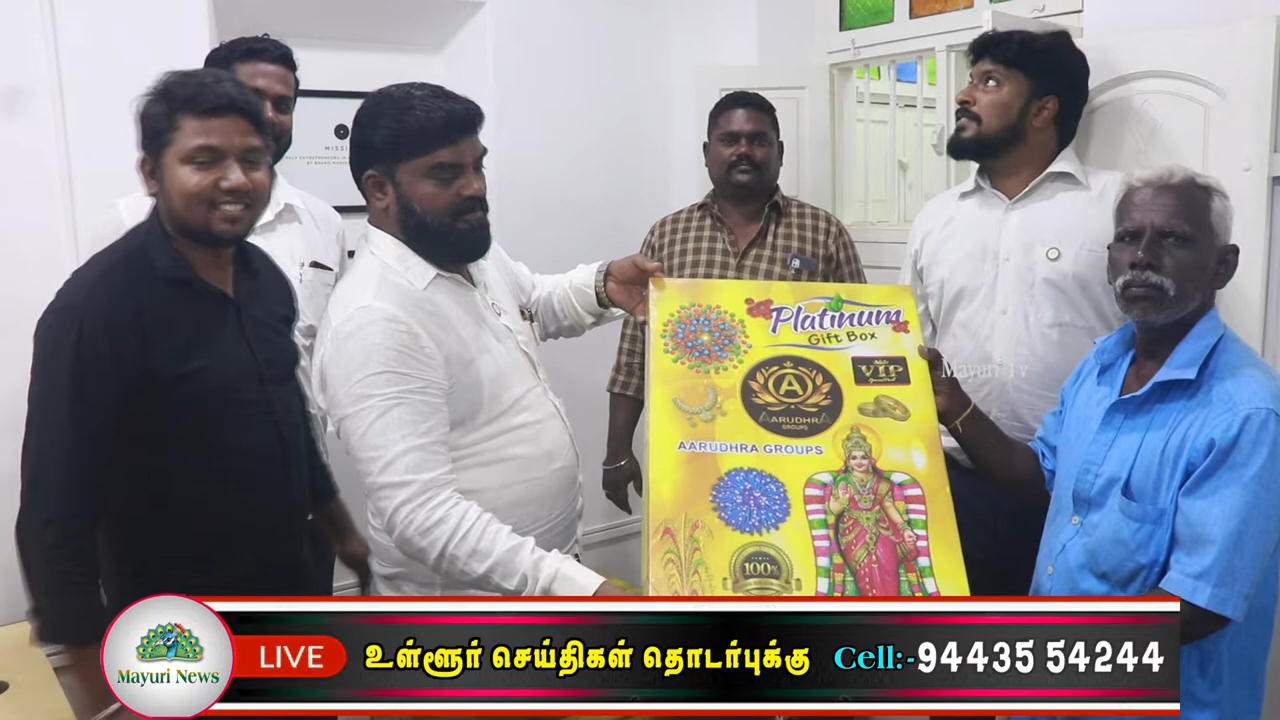 MISSI
Platinum
Gift Box
VIP
A
AARUDHRA
GROUPS
AARUDHRA GROUPS
100%
Mayuri Tv
Mayuri News
LIVE
உள்ளூர் செய்திகள் தொடர்புக்கு Cell:-94435 54244